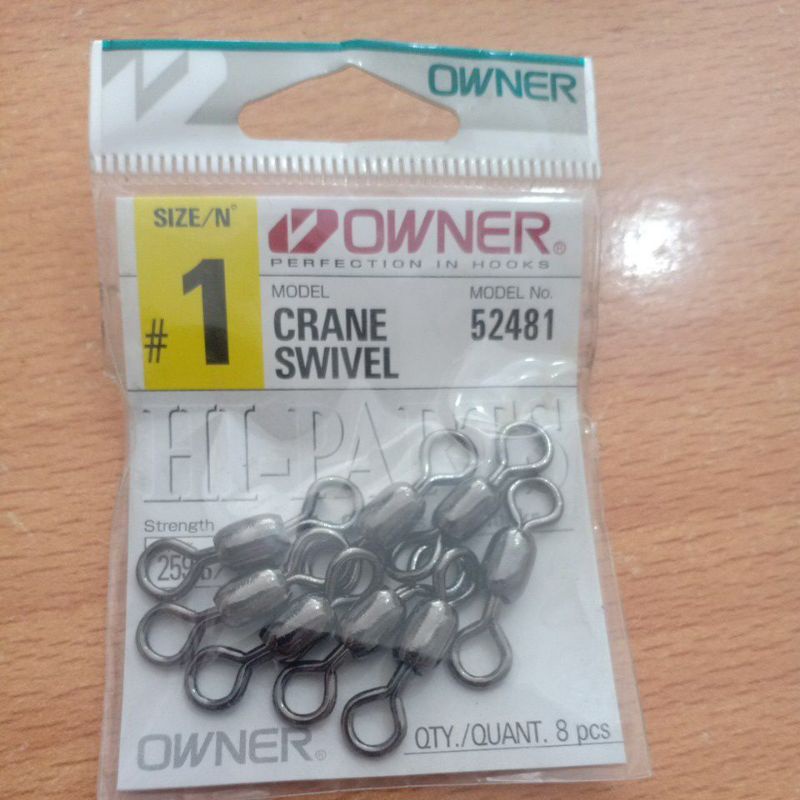 OWNER
SIZE/N°
#1
OWNER®
PERFECTION IN HOOKS
MODEL
CRANE
SWIVEL
MODEL No.
52481
HI-PARTS
Strength
OWNER®
QTY./QUANT. 8 pcs